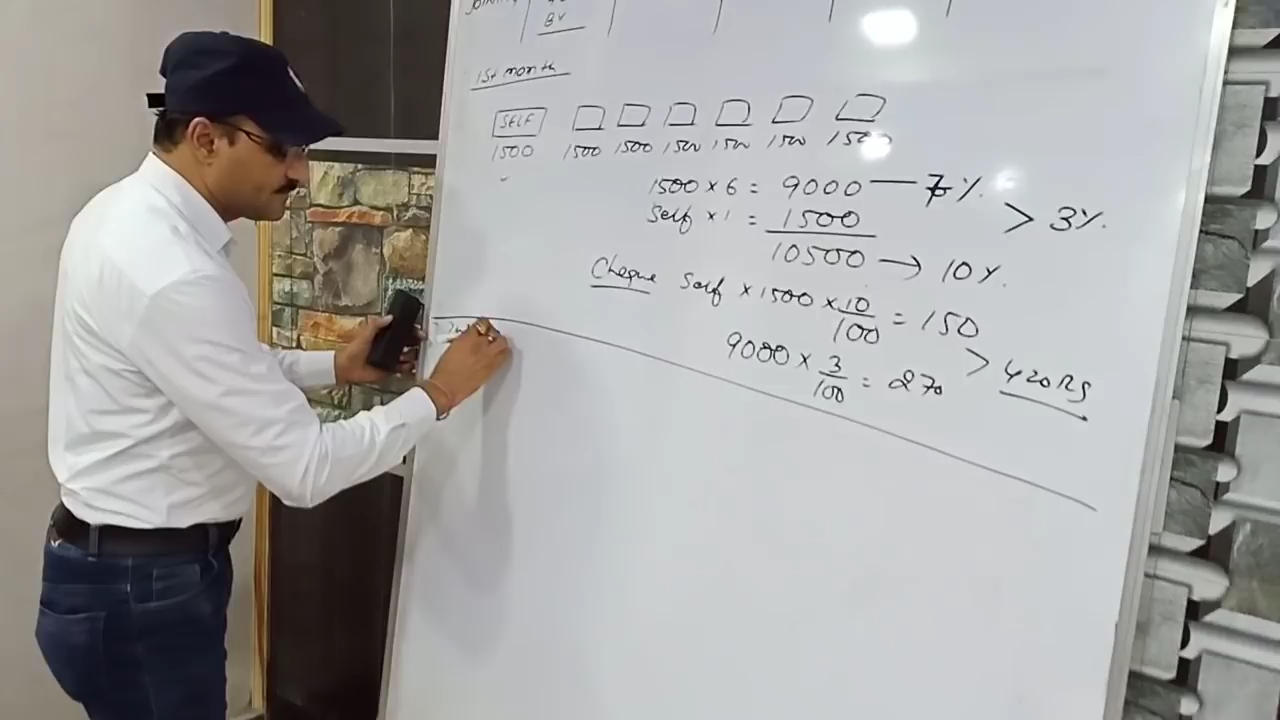 JOINING
BV
1st month
SELF
1500 1500 1500 1500 1500 1500 1500
1500 × 6 = 9000 — 7 %.
> 3%.
Self × 1 = 1500
10500 → 10%.
Cheque Self × 1500 × 10/100 = 150
> 420 RS
9000 × 3/100 = 270